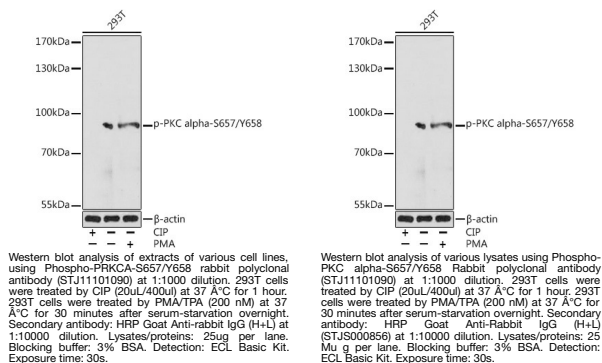 293T
170kDa
130kDa
100kDa
p-PKC alpha-S657/Y658
70kDa
55kDa
β-actin
+ − − CIP
− − + PMA
Western blot analysis of extracts of various cell lines,
using Phospho-PRKCA-S657/Y658 rabbit polyclonal
antibody (STJ11101090) at 1:1000 dilution. 293T cells
were treated by CIP (20uL/400ul) at 37 Â°C for 1 hour.
293T cells were treated by PMA/TPA (200 nM) at 37
Â°C for 30 minutes after serum-starvation overnight.
Secondary antibody: HRP Goat Anti-rabbit IgG (H+L) at
1:10000 dilution. Lysates/proteins: 25ug per lane.
Blocking buffer: 3% BSA. Detection: ECL Basic Kit.
Exposure time: 30s.
293T
170kDa
130kDa
100kDa
p-PKC alpha-S657/Y658
70kDa
55kDa
β-actin
+ − − CIP
− − + PMA
Western blot analysis of various lysates using Phospho-
PKC alpha-S657/Y658 Rabbit polyclonal antibody
(STJ11101090) at 1:1000 dilution. 293T cells were
treated by CIP (20uL/400uL) at 37 Â°C for 1 hour. 293T
cells were treated by PMA/TPA (200 nM) at 37 Â°C for
30 minutes after serum-starvation overnight. Secondary
antibody: HRP Goat Anti-Rabbit IgG (H+L)
(STJS000856) at 1:10000 dilution. Lysates/proteins: 25
Mu g per lane. Blocking buffer: 3% BSA. Detection:
ECL Basic Kit. Exposure time: 30s.